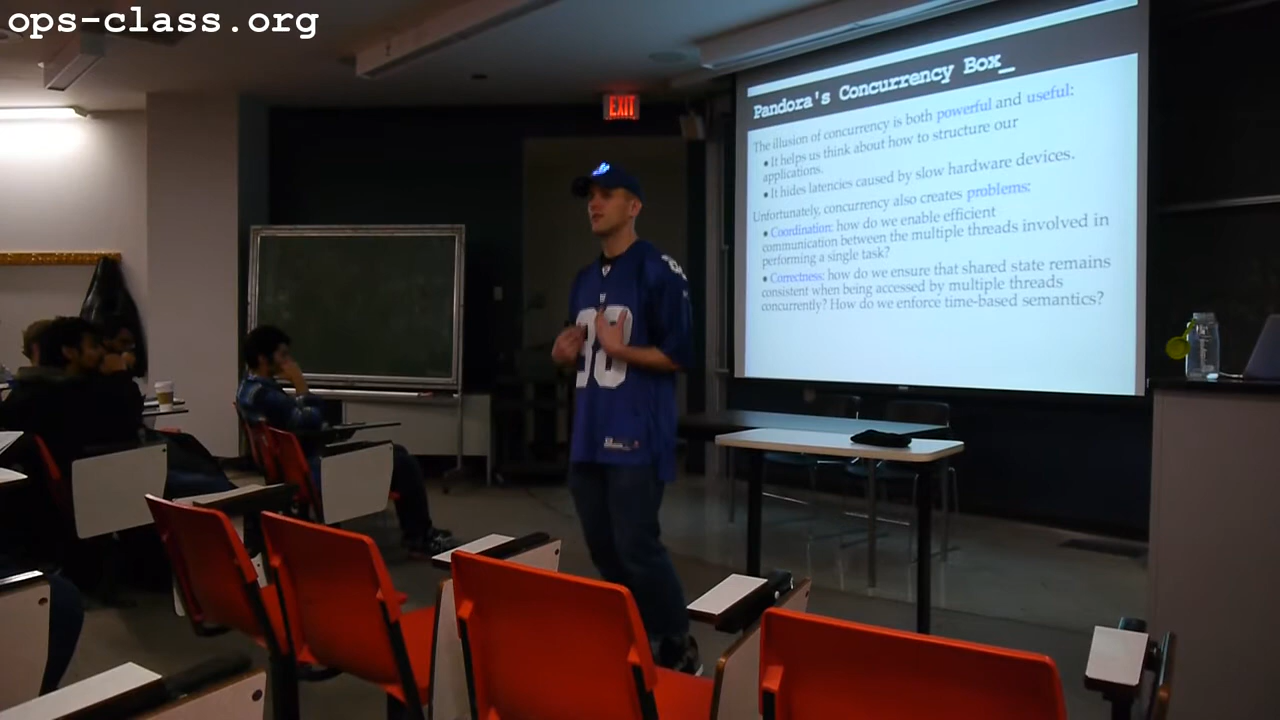 ops-class.org
EXIT
Pandora's Concurrency Box_
The illusion of concurrency is both powerful and useful:
• It helps us think about how to structure our
applications.
• It hides latencies caused by slow hardware devices.
Unfortunately, concurrency also creates problems:
• Coordination: how do we enable efficient
communication between the multiple threads involved in
performing a single task?
• Correctness: how do we ensure that shared state remains
consistent when being accessed by multiple threads
concurrently? How do we enforce time-based semantics?